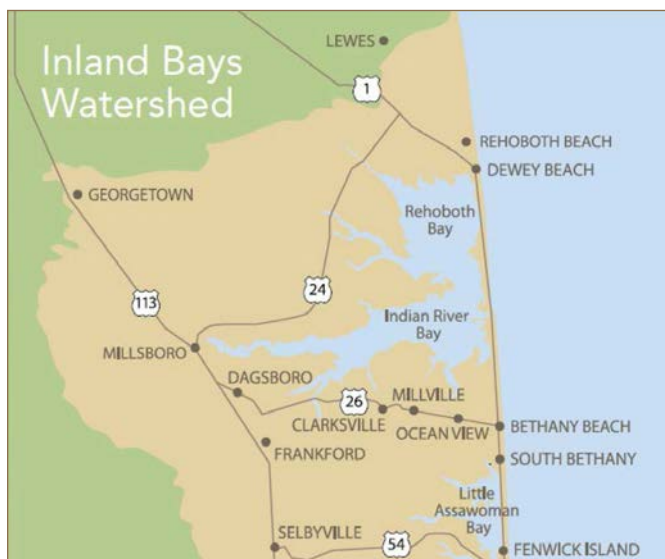 LEWES
Inland Bays
Watershed
1
REHOBOTH BEACH
DEWEY BEACH
GEORGETOWN
Rehoboth
Bay
24
113
Indian River
Bay
MILLSBORO
DAGSBORO
26
MILLVILLE
CLARKSVILLE
OCEAN VIEW
BETHANY BEACH
FRANKFORD
SOUTH BETHANY
Little
Assawoman
Bay
SELBYVILLE
54
FENWICK ISLAND